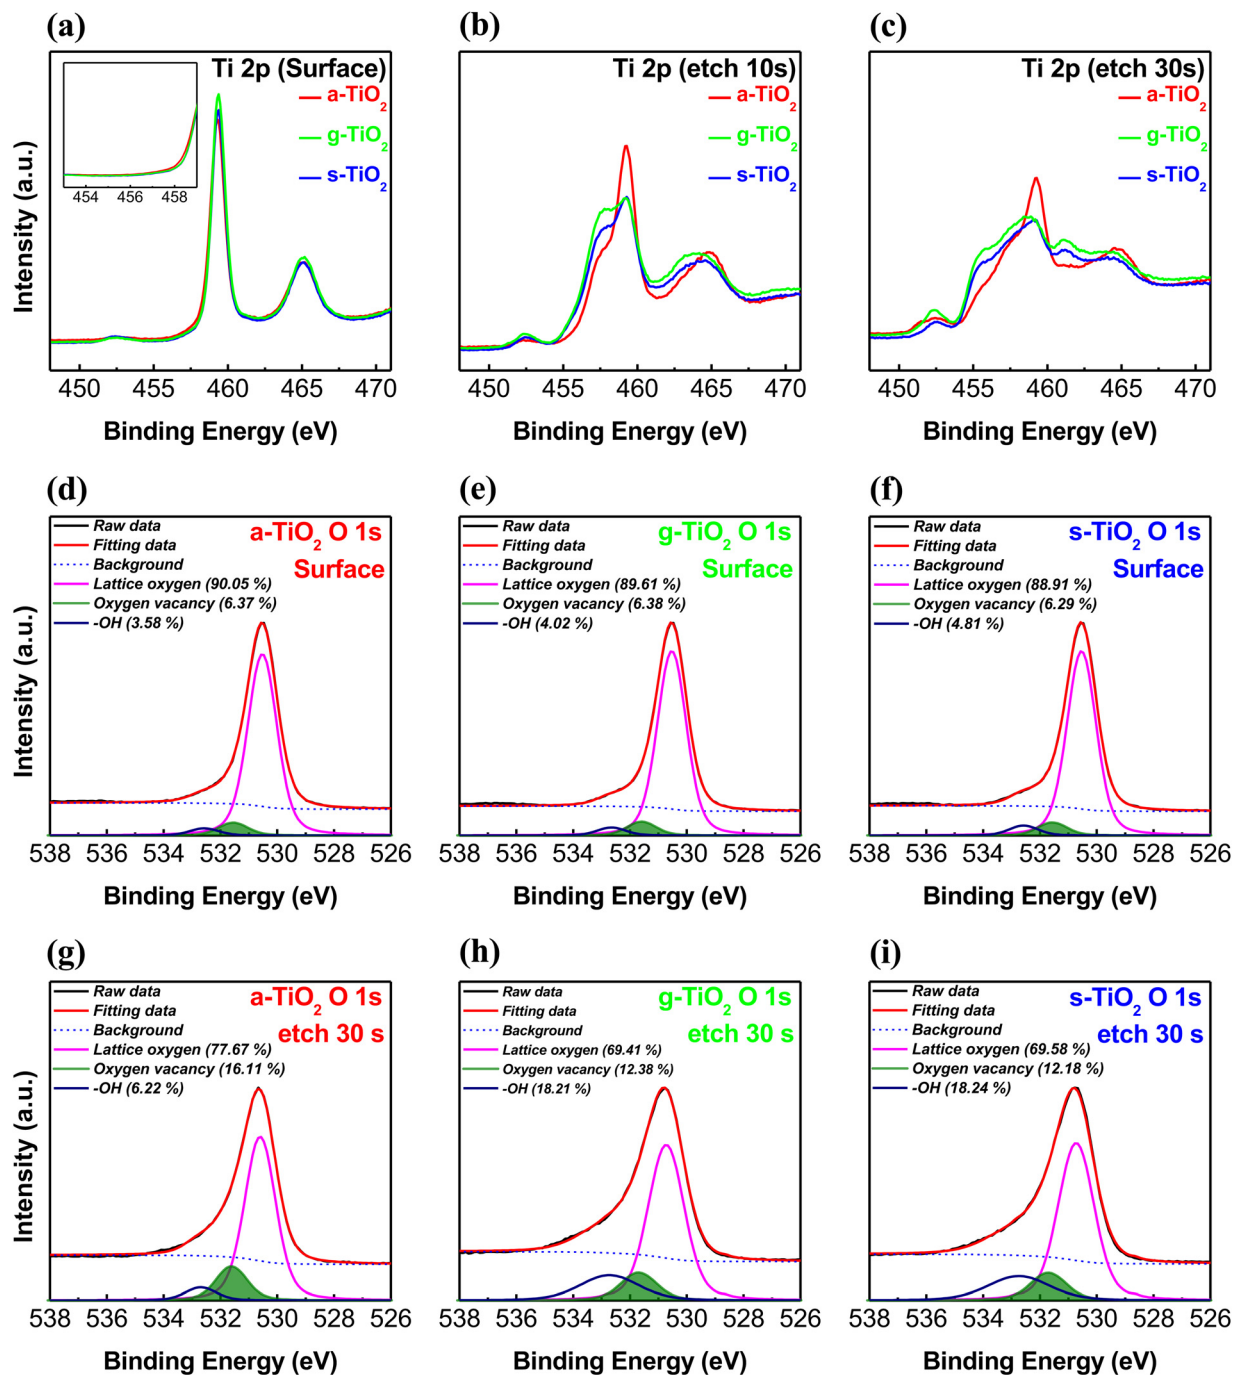 (a)
Ti 2p (Surface)
a-TiO2
g-TiO2
s-TiO2
454 456 458
450 455 460 465 470
Binding Energy (eV)
Intensity (a.u.)
(b)
Ti 2p (etch 10s)
a-TiO2
g-TiO2
s-TiO2
450 455 460 465 470
Binding Energy (eV)
(c)
Ti 2p (etch 30s)
a-TiO2
g-TiO2
s-TiO2
450 455 460 465 470
Binding Energy (eV)
(d)
Raw data
Fitting data
Background
Lattice oxygen (90.05 %)
Oxygen vacancy (6.37 %)
-OH (3.58 %)
a-TiO2 O 1s
Surface
538 536 534 532 530 528 526
Binding Energy (eV)
Intensity (a.u.)
(e)
Raw data
Fitting data
Background
Lattice oxygen (89.61 %)
Oxygen vacancy (6.38 %)
-OH (4.02 %)
g-TiO2 O 1s
Surface
538 536 534 532 530 528 526
Binding Energy (eV)
(f)
Raw data
Fitting data
Background
Lattice oxygen (88.91 %)
Oxygen vacancy (6.29 %)
-OH (4.81 %)
s-TiO2 O 1s
Surface
538 536 534 532 530 528 526
Binding Energy (eV)
(g)
Raw data
Fitting data
Background
Lattice oxygen (77.67 %)
Oxygen vacancy (16.11 %)
-OH (6.22 %)
a-TiO2 O 1s
etch 30 s
538 536 534 532 530 528 526
Binding Energy (eV)
Intensity (a.u.)
(h)
Raw data
Fitting data
Background
Lattice oxygen (69.41 %)
Oxygen vacancy (12.38 %)
-OH (18.21 %)
g-TiO2 O 1s
etch 30 s
538 536 534 532 530 528 526
Binding Energy (eV)
(i)
Raw data
Fitting data
Background
Lattice oxygen (69.58 %)
Oxygen vacancy (12.18 %)
-OH (18.24 %)
s-TiO2 O 1s
etch 30 s
538 536 534 532 530 528 526
Binding Energy (eV)